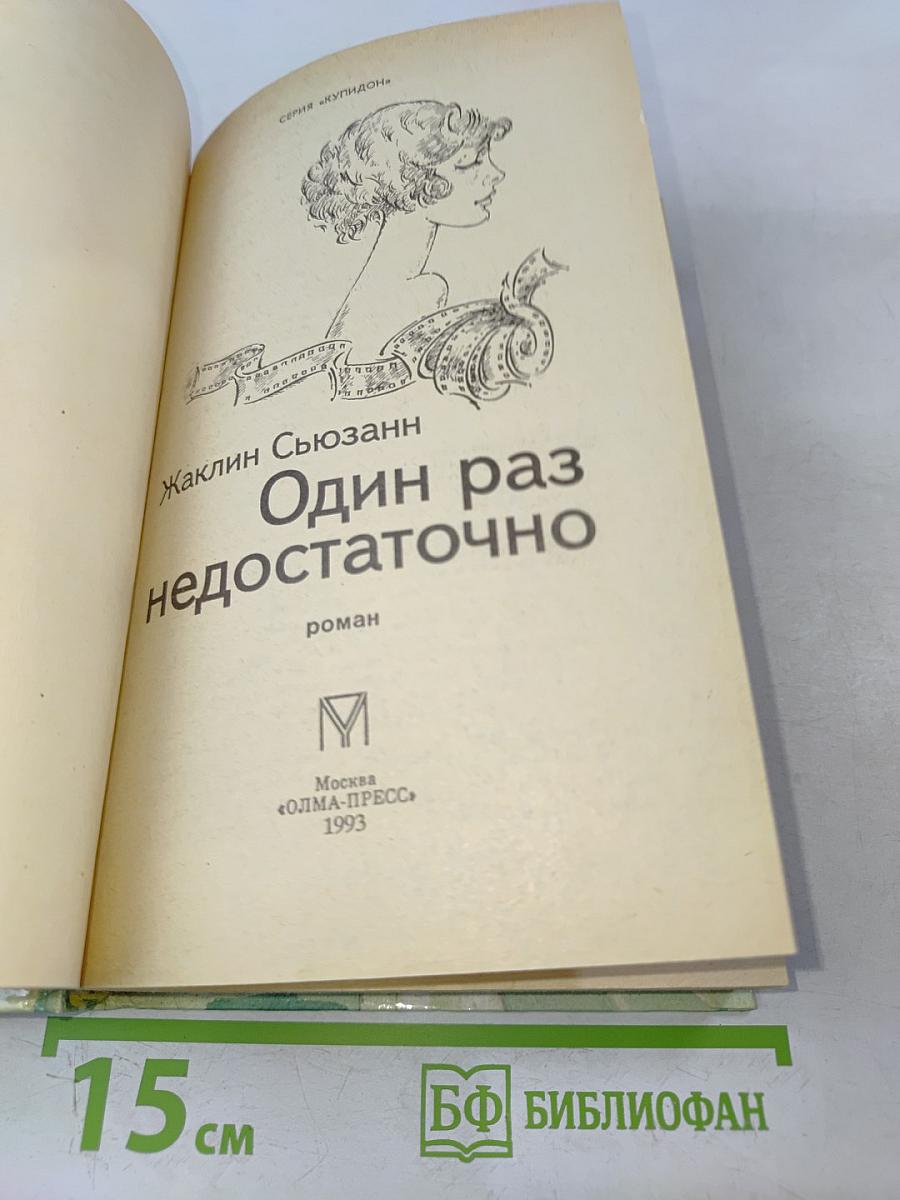 СЕРИЯ «КУПИДОН»
Жаклин Сьюзанн
Один раз
недостаточно
роман
Москва
«ОЛМА-ПРЕСС»
1993
15 см
БФ БИБЛИОФАН